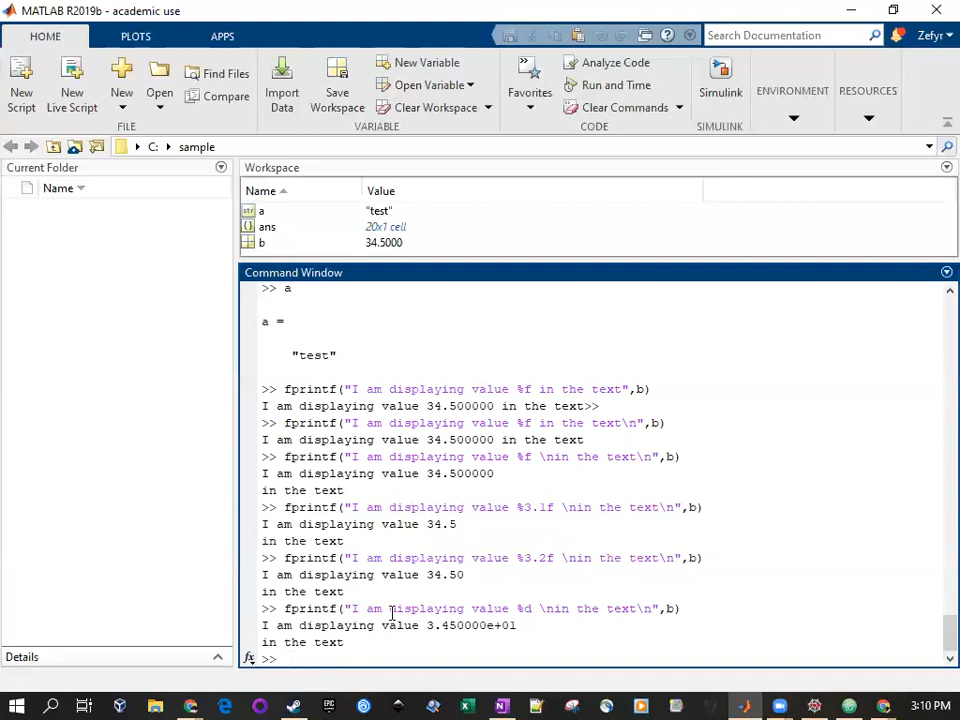 MATLAB R2019b - academic use
HOME PLOTS APPS Search Documentation Zefyr
New Script
New Live Script
New
Open
Find Files
Compare
Import Data
Save Workspace
New Variable
Open Variable
Clear Workspace
Favorites
Analyze Code
Run and Time
Clear Commands
Simulink
ENVIRONMENT
RESOURCES
FILE VARIABLE CODE SIMULINK
C: sample
Current Folder
Name
Workspace
Name Value
a "test"
ans 20x1 cell
b 34.5000
Command Window
>> a
a =
"test"
>> fprintf("I am displaying value %f in the text",b)
I am displaying value 34.500000 in the text>>
>> fprintf("I am displaying value %f in the text\n",b)
I am displaying value 34.500000 in the text
>> fprintf("I am displaying value %f \nin the text\n",b)
I am displaying value 34.500000
in the text
>> fprintf("I am displaying value %3.1f \nin the text\n",b)
I am displaying value 34.5
in the text
>> fprintf("I am displaying value %3.2f \nin the text\n",b)
I am displaying value 34.50
in the text
>> fprintf("I am displaying value %d \nin the text\n",b)
I am displaying value 3.450000e+01
in the text
fx >>
Details
3:10 PM